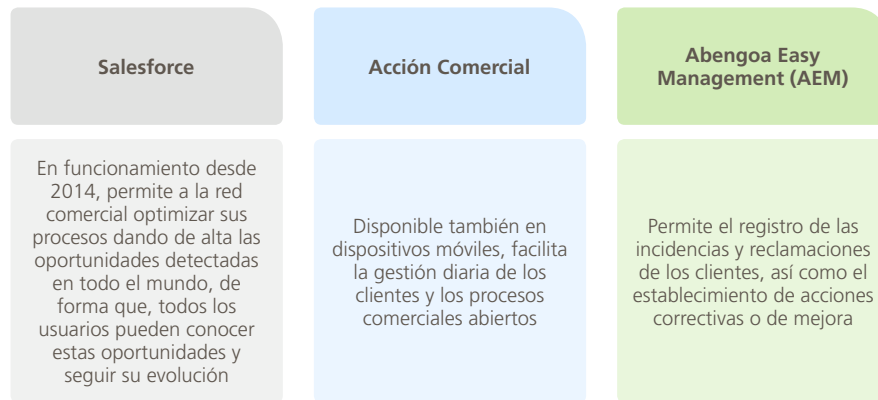 Salesforce
Acción Comercial
Abengoa Easy
Management (AEM)
En funcionamiento desde
2014, permite a la red
comercial optimizar sus
procesos dando de alta las
oportunidades detectadas
en todo el mundo, de
forma que, todos los
usuarios pueden conocer
estas oportunidades y
seguir su evolución
Disponible también en
dispositivos móviles, facilita
la gestión diaria de los
clientes y los procesos
comerciales abiertos
Permite el registro de las
incidencias y reclamaciones
de los clientes, así como el
establecimiento de acciones
correctivas o de mejora